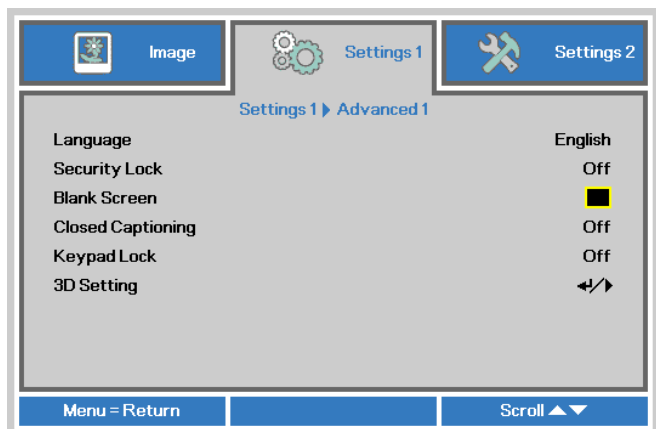 Image Settings 1 Settings 2
Settings 1 ▶ Advanced 1
Language English
Security Lock Off
Blank Screen
Closed Captioning Off
Keypad Lock Off
3D Setting ↵/▶
Menu = Return Scroll ▲▼